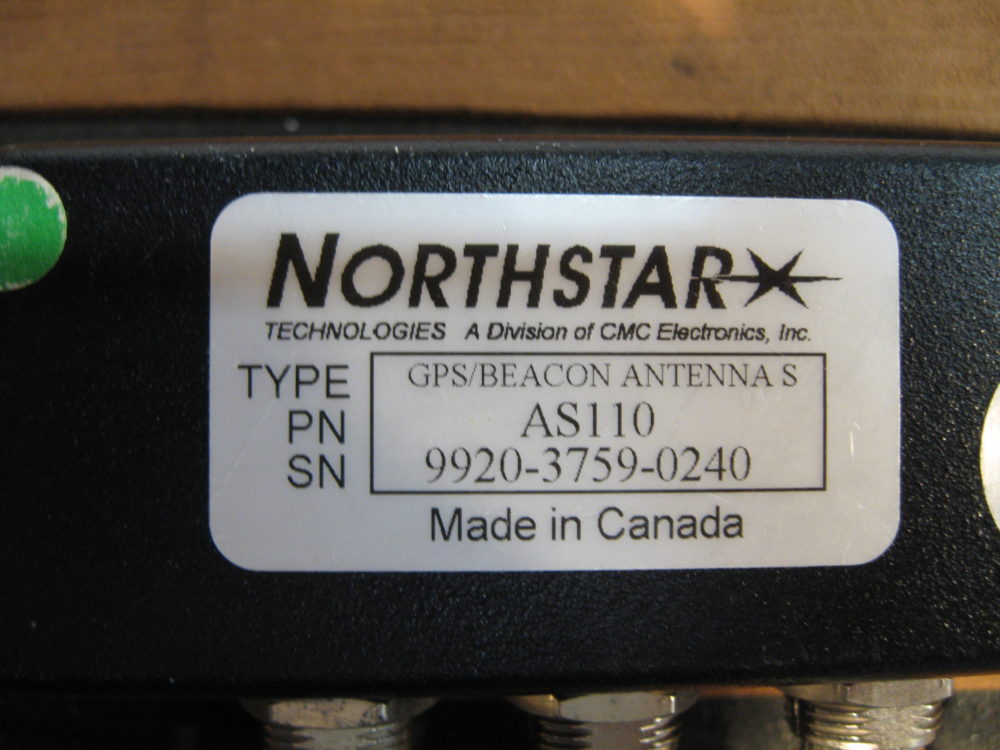 NORTHSTAR
TECHNOLOGIES A Division of CMC Electronics, Inc.
TYPE GPS/BEACON ANTENNA S
PN AS110
SN 9920-3759-0240
Made in Canada